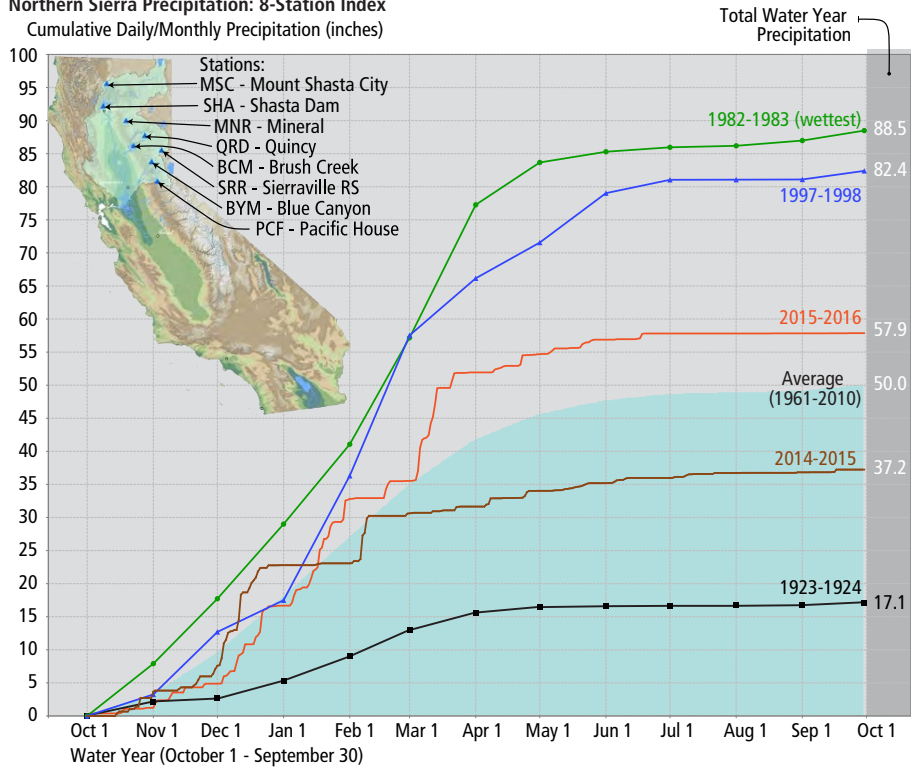 Northern Sierra Precipitation: 8-Station Index
Cumulative Daily/Monthly Precipitation (inches)
Total Water Year
Precipitation
100
95
90
85
80
75
70
65
60
55
50
45
40
35
30
25
20
15
10
5
0
Stations:
MSC - Mount Shasta City
SHA - Shasta Dam
MNR - Mineral
QRD - Quincy
BCM - Brush Creek
SRR - Sierraville RS
BYM - Blue Canyon
PCF - Pacific House
1982-1983 (wettest)
88.5
82.4
1997-1998
2015-2016
57.9
Average
(1961-2010)
50.0
2014-2015
37.2
1923-1924
17.1
Oct 1 Nov 1 Dec 1 Jan 1 Feb 1 Mar 1 Apr 1 May 1 Jun 1 Jul 1 Aug 1 Sep 1 Oct 1
Water Year (October 1 - September 30)